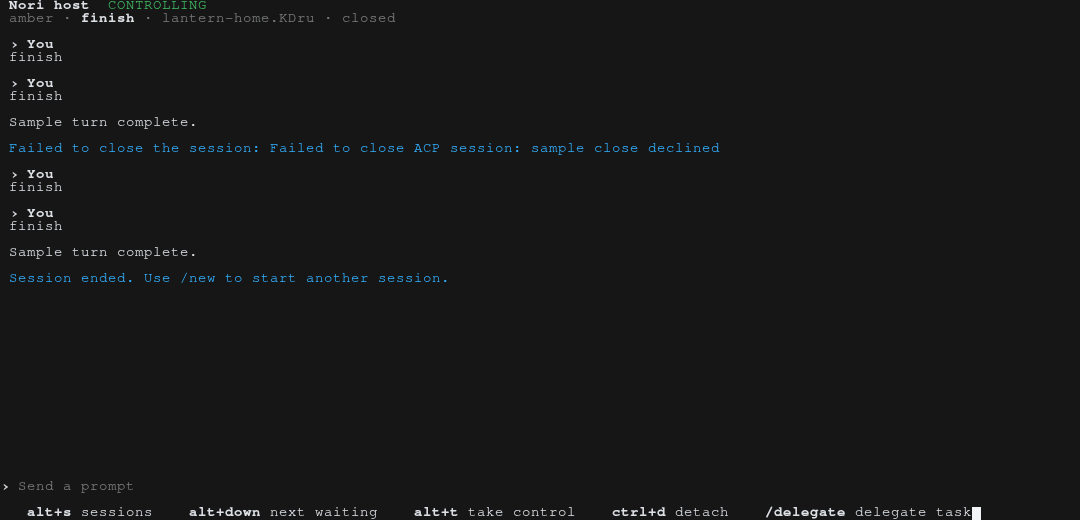 Nori host  CONTROLLING
amber · finish · lantern-home.KDru · closed
› You
finish
› You
finish
Sample turn complete.
Failed to close the session: Failed to close ACP session: sample close declined
› You
finish
› You
finish
Sample turn complete.
Session ended. Use /new to start another session.
› Send a prompt
alt+s sessions    alt+down next waiting    alt+t take control    ctrl+d detach    /delegate delegate task